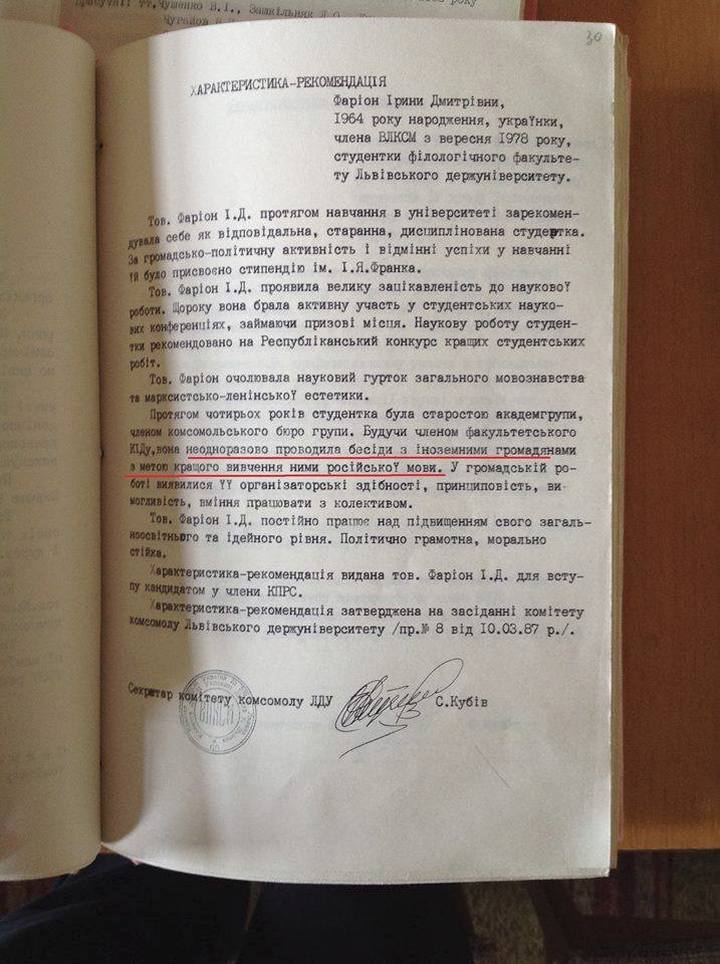 року
Присутні тт.Чушенко В.І., Зашкільняк Л.О.,
Чурайов
30
ХАРАКТЕРИСТИКА-РЕКОМЕНДАЦІЯ
Фаріон Ірини Дмитрівни,
1964 року народження, українки,
члена ВЛКСМ з вересня 1978 року,
студентки філологічного факульте-
ту Львівського держуніверситету.
Тов. Фаріон І.Д. протягом навчання в університеті зарекомен-
дувала себе як відповідальна, старанна, дисциплінована студентка.
За громадсько-політичну активність і відмінні успіхи у навчанні
їй було присвоєно стипендію ім. І.Я.Франка.
Тов. Фаріон І.Д. проявила велику зацікавленість до наукової
роботи. Щороку вона брала активну участь у студентських науко-
вих конференціях, займаючи призові місця. Наукову роботу студен-
тки рекомендовано на Республіканський конкурс кращих студентських
робіт.
Тов. Фаріон очолювала науковий гурток загального мовознавства
та марксистсько-ленінської естетики.
Протягом чотирьох років студентка була старостою академгрупи,
членом комсомольського бюро групи. Будучи членом факультетського
КІДу,вона неодноразово проводила бесіди з іноземними громадянами
з метою кращого вивчення ними російської мови. У громадській ро-
боті виявилися її організаторські здібності, принциповість, ви-
могливість, вміння працювати з колективом.
Тов. Фаріон І.Д. постійно працює над підвищенням свого загаль-
ноосвітнього та ідейного рівня. Політично грамотна, морально
стійка.
Характеристика-рекомендація видана тов. Фаріон І.Д. для всту-
пу кандидатом у члени КПРС.
Характеристика-рекомендація затверджена на засіданні комітету
комсомолу Львівського держуніверситету /пр.№ 8 від 10.03.87 р./.
Секретар комітету комсомолу ЛДУ С.Кубів